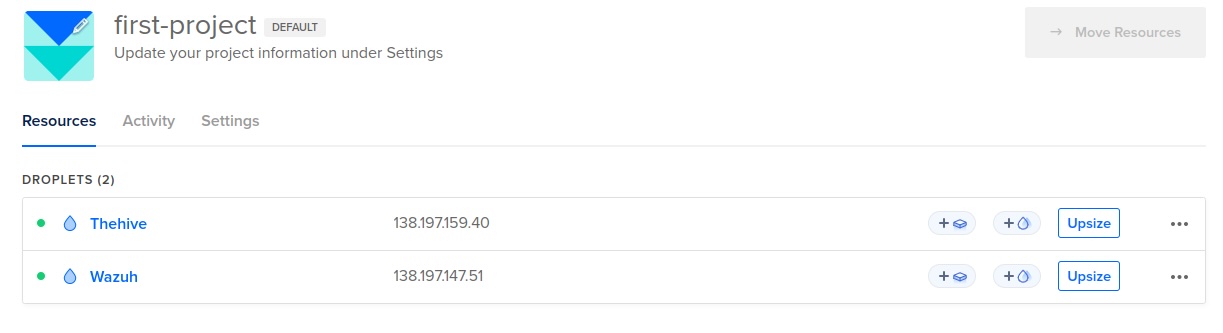 first-project DEFAULT
Update your project information under Settings
→ Move Resources
Resources Activity Settings
DROPLETS (2)
Thehive 138.197.159.40 + + Upsize ...
Wazuh 138.197.147.51 + + Upsize ...